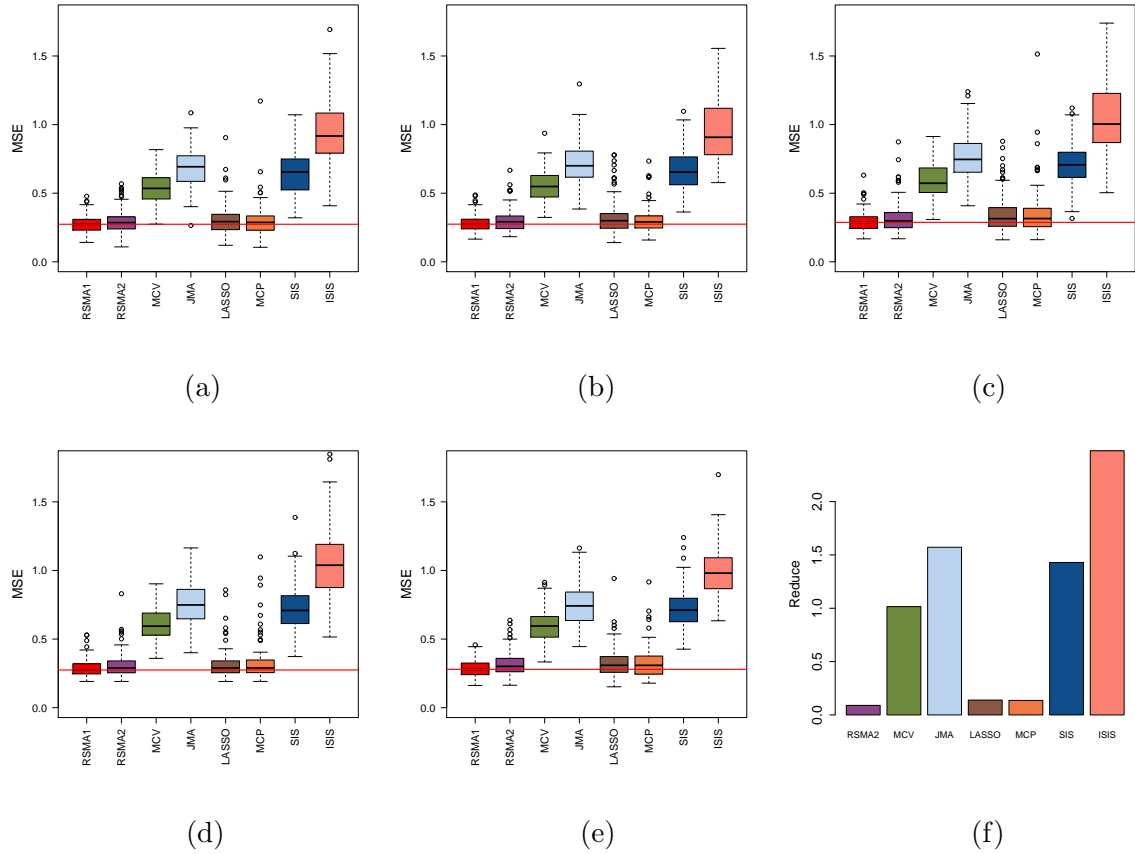 MSE
0.0
0.5
1.0
1.5
RSMA1
RSMA2
MCV
JMA
LASSO
MCP
SIS
ISIS
(a)
MSE
0.0
0.5
1.0
1.5
RSMA1
RSMA2
MCV
JMA
LASSO
MCP
SIS
ISIS
(b)
MSE
0.0
0.5
1.0
1.5
RSMA1
RSMA2
MCV
JMA
LASSO
MCP
SIS
ISIS
(c)
MSE
0.0
0.5
1.0
1.5
RSMA1
RSMA2
MCV
JMA
LASSO
MCP
SIS
ISIS
(d)
MSE
0.0
0.5
1.0
1.5
RSMA1
RSMA2
MCV
JMA
LASSO
MCP
SIS
ISIS
(e)
Reduce
0.0
0.5
1.0
1.5
2.0
RSMA2
MCV
JMA
LASSO
MCP
SIS
ISIS
(f)